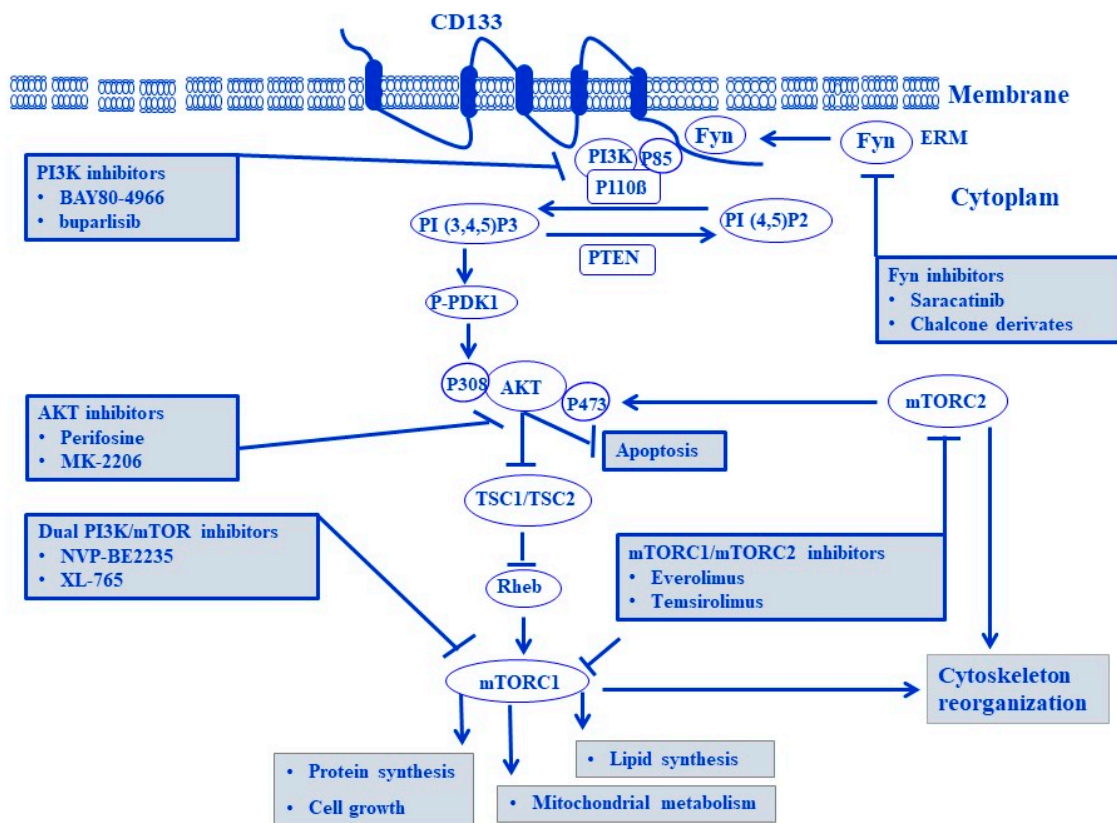 CD133
Membrane
Fyn
Fyn
ERM
PI3K
P85
P110ß
Cytoplam
PI3K inhibitors
• BAY80-4966
• buparlisib
PI (3,4,5)P3
PI (4,5)P2
PTEN
Fyn inhibitors
• Saracatinib
• Chalcone derivates
P-PDK1
P308
AKT
P473
mTORC2
AKT inhibitors
• Perifosine
• MK-2206
Apoptosis
TSC1/TSC2
Dual PI3K/mTOR inhibitors
• NVP-BE2235
• XL-765
mTORC1/mTORC2 inhibitors
• Everolimus
• Temsirolimus
Rheb
mTORC1
Cytoskeleton
reorganization
• Protein synthesis
• Cell growth
• Lipid synthesis
• Mitochondrial metabolism